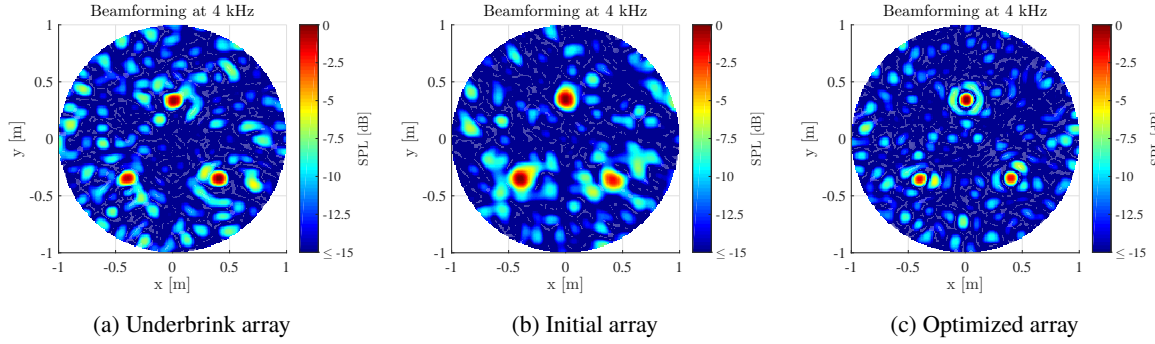 Beamforming at 4 kHz
1
0.5
0
-0.5
-1
y [m]
-1 -0.5 0 0.5 1
x [m]
0
-2.5
-5
-7.5
-10
-12.5
≤ -15
SPL [dB]
(a) Underbrink array
Beamforming at 4 kHz
1
0.5
0
-0.5
-1
y [m]
-1 -0.5 0 0.5 1
x [m]
0
-2.5
-5
-7.5
-10
-12.5
≤ -15
SPL [dB]
(b) Initial array
Beamforming at 4 kHz
1
0.5
0
-0.5
-1
y [m]
-1 -0.5 0 0.5 1
x [m]
0
-2.5
-5
-7.5
-10
-12.5
≤ -15
SPL [dB]
(c) Optimized array